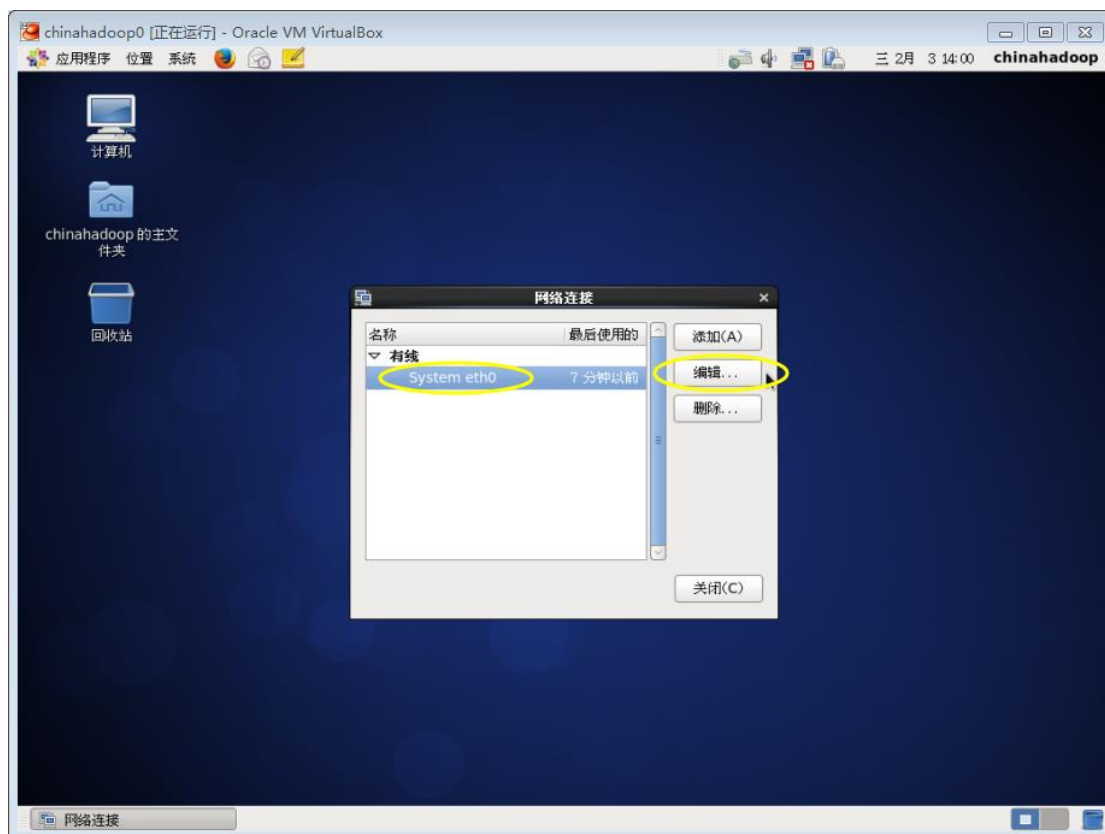 chinahadoop0 [正在运行] - Oracle VM VirtualBox
应用程序 位置 系统 三 2月 3 14:00 chinahadoop
计算机
chinahadoop 的主文
件夹
回收站
网络连接
名称 最后使用的
添加(A)
有线
System eth0 7 分钟以前
编辑...
删除...
关闭(C)
网络连接